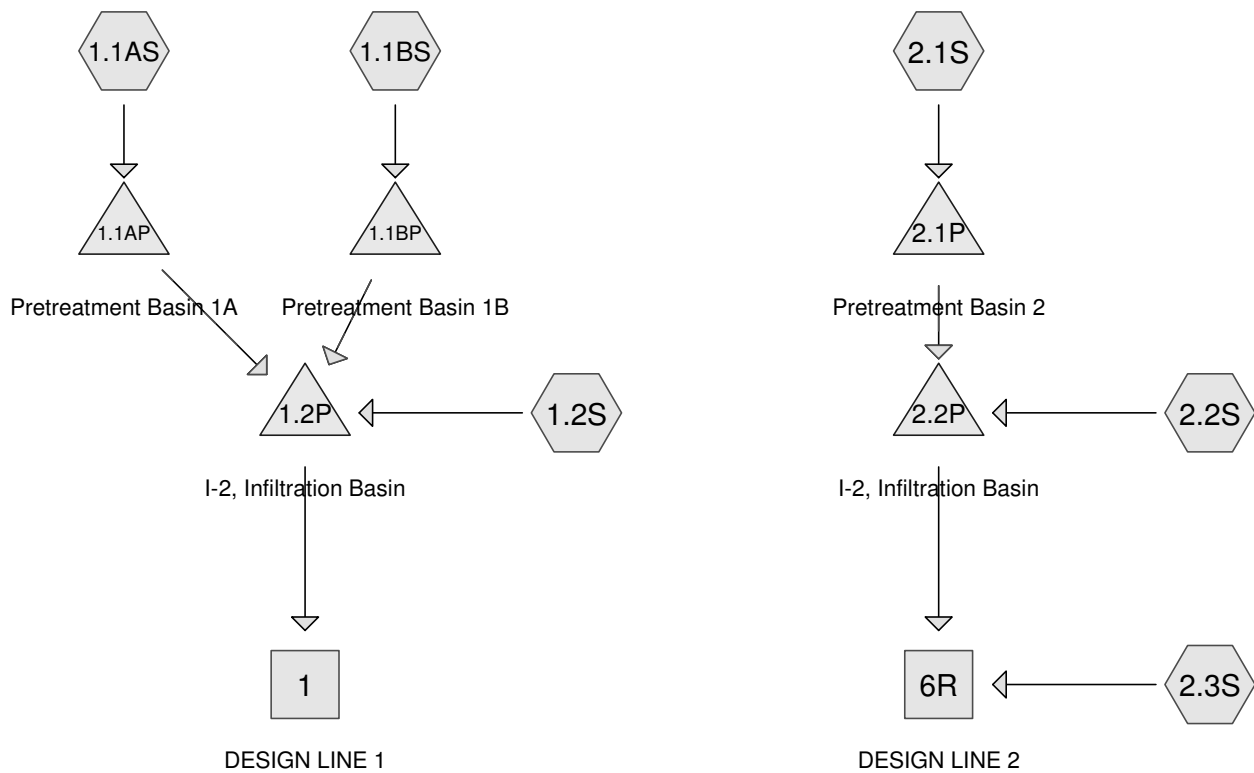 1.1AS
1.1BS
2.1S
1.1AP
1.1BP
2.1P
Pretreatment Basin 1A
Pretreatment Basin 1B
Pretreatment Basin 2
1.2P
1.2S
2.2P
2.2S
I-2, Infiltration Basin
I-2, Infiltration Basin
1
6R
2.3S
DESIGN LINE 1
DESIGN LINE 2